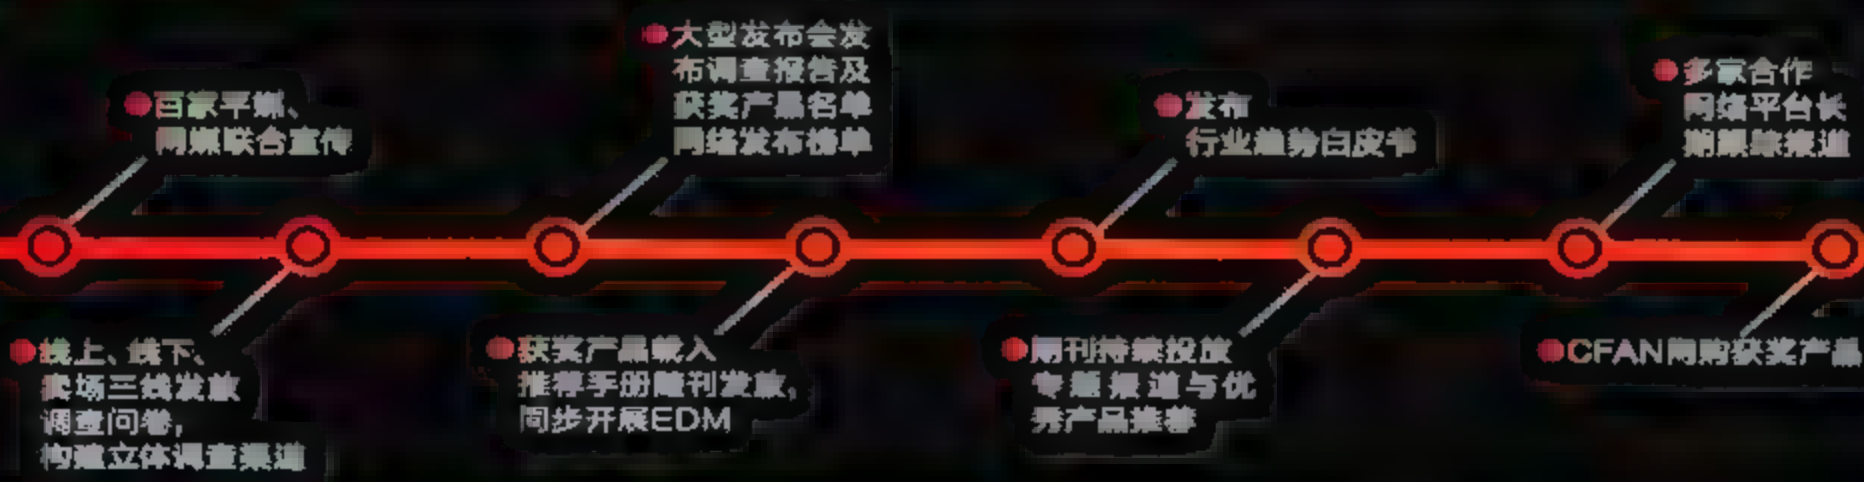 百家平媒、
网媒联合宣传
线上、线下、
卖场三线发放
调查问卷，
构建立体调查渠道
大型发布会发
布调查报告及
获奖产品名单
网络发布榜单
获奖产品载入
推荐手册随刊发放，
同步开展EDM
发布
行业趋势白皮书
周刊持续投放
专题报道与优
秀产品推荐
多家合作
网络平台长
期跟踪报道
CFAN网购获奖产品